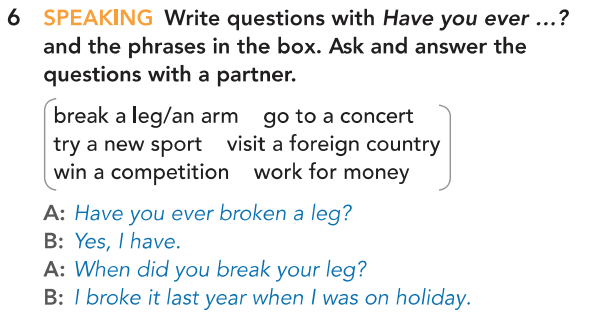 6 SPEAKING Write questions with Have you ever ...?
and the phrases in the box. Ask and answer the
questions with a partner.
break a leg/an arm go to a concert
try a new sport visit a foreign country
win a competition work for money
A: Have you ever broken a leg?
B: Yes, I have.
A: When did you break your leg?
B: I broke it last year when I was on holiday.